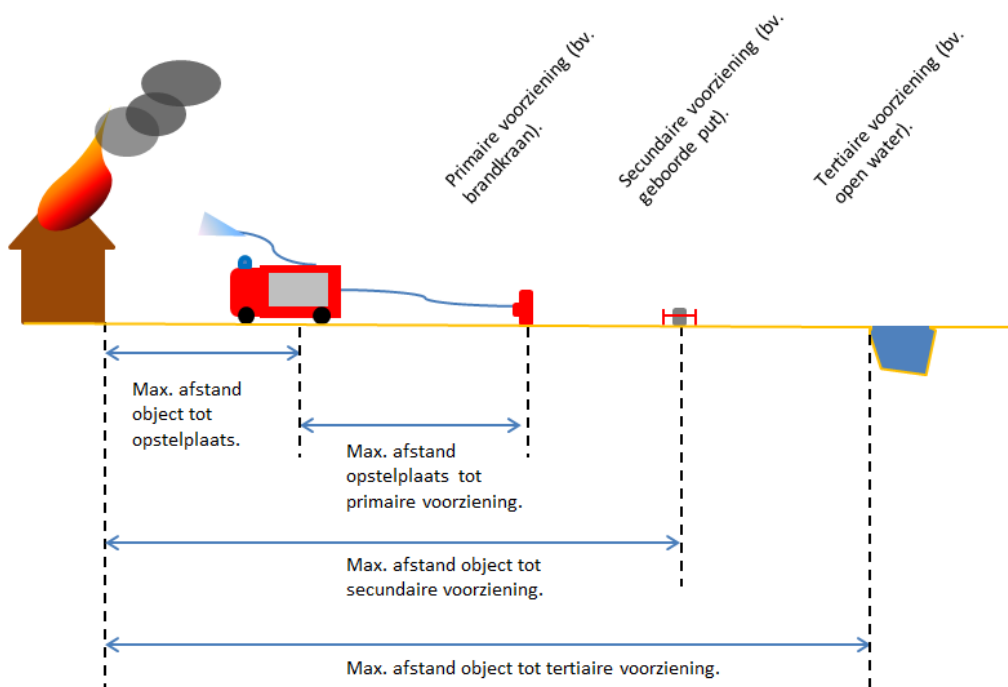 Primaire voorziening (bv.
brandkraan).
Secundaire voorziening (bv.
geboorde put).
Tertiaire voorziening (bv.
open water).
Max. afstand
object tot
opstelplaats.
Max. afstand
opstelplaats tot
primaire voorziening.
Max. afstand object tot
secundaire voorziening.
Max. afstand object tot tertiaire voorziening.